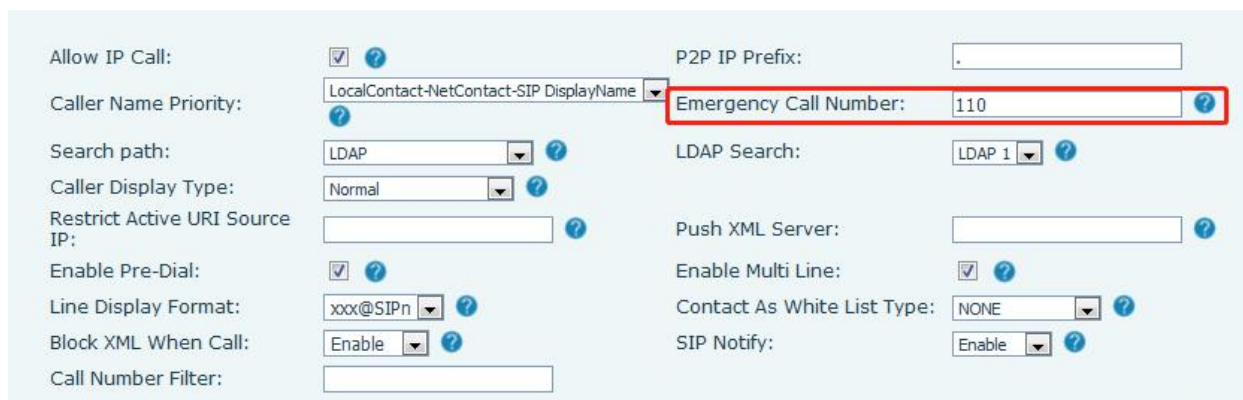 Allow IP Call: P2P IP Prefix: .
Caller Name Priority: LocalContact-NetContact-SIP DisplayName Emergency Call Number: 110
Search path: LDAP LDAP Search: LDAP 1
Caller Display Type: Normal
Restrict Active URI Source
IP: Push XML Server:
Enable Pre-Dial: Enable Multi Line:
Line Display Format: xxx@SIPn Contact As White List Type: NONE
Block XML When Call: Enable SIP Notify: Enable
Call Number Filter: